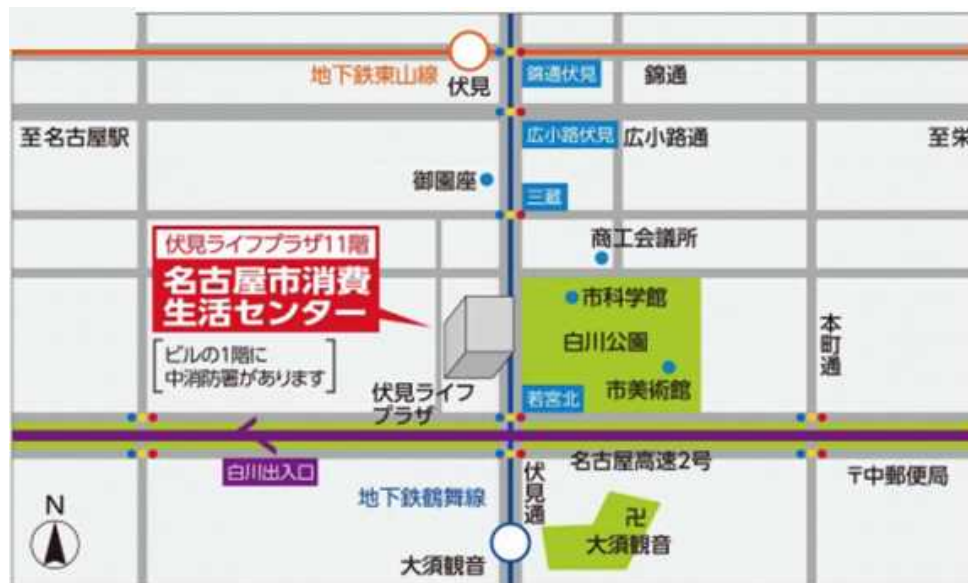 地下鉄東山線
伏見
錦通伏見
錦通
至名古屋駅
広小路伏見
広小路通
至栄
御園座
三蔵
商工会議所
伏見ライフプラザ11階
名古屋市消費
生活センター
市科学館
白川公園
本町通
ビルの1階に
中消防署があります
市美術館
伏見ライフ
プラザ
若宮北
白川出入口
名古屋高速2号
〒中郵便局
地下鉄鶴舞線
伏見通
N
卍
大須観音
大須観音